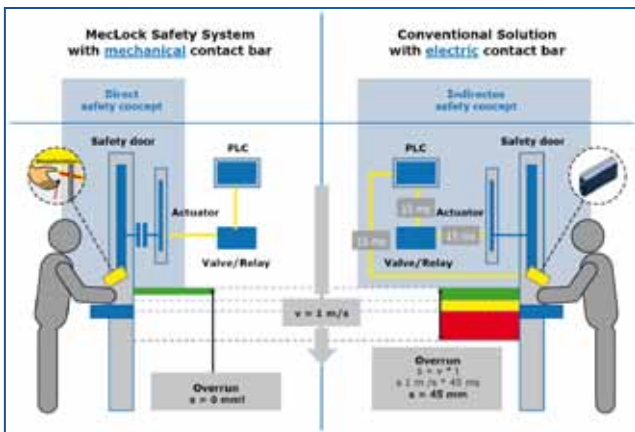 MecLock Safety System
with mechanical contact bar
Direct
safety concept
Safety door
PLC
Actuator
Valve/Relay
Overrun
s = 0 mm!
v = 1 m/s
Conventional Solution
with electric contact bar
Indirectes
safety concept
Safety door
PLC
15 ms
Actuator
15 ms
15 ms
Valve/Relay
Overrun
s = v * t
s 1 m /s * 45 ms
s = 45 mm